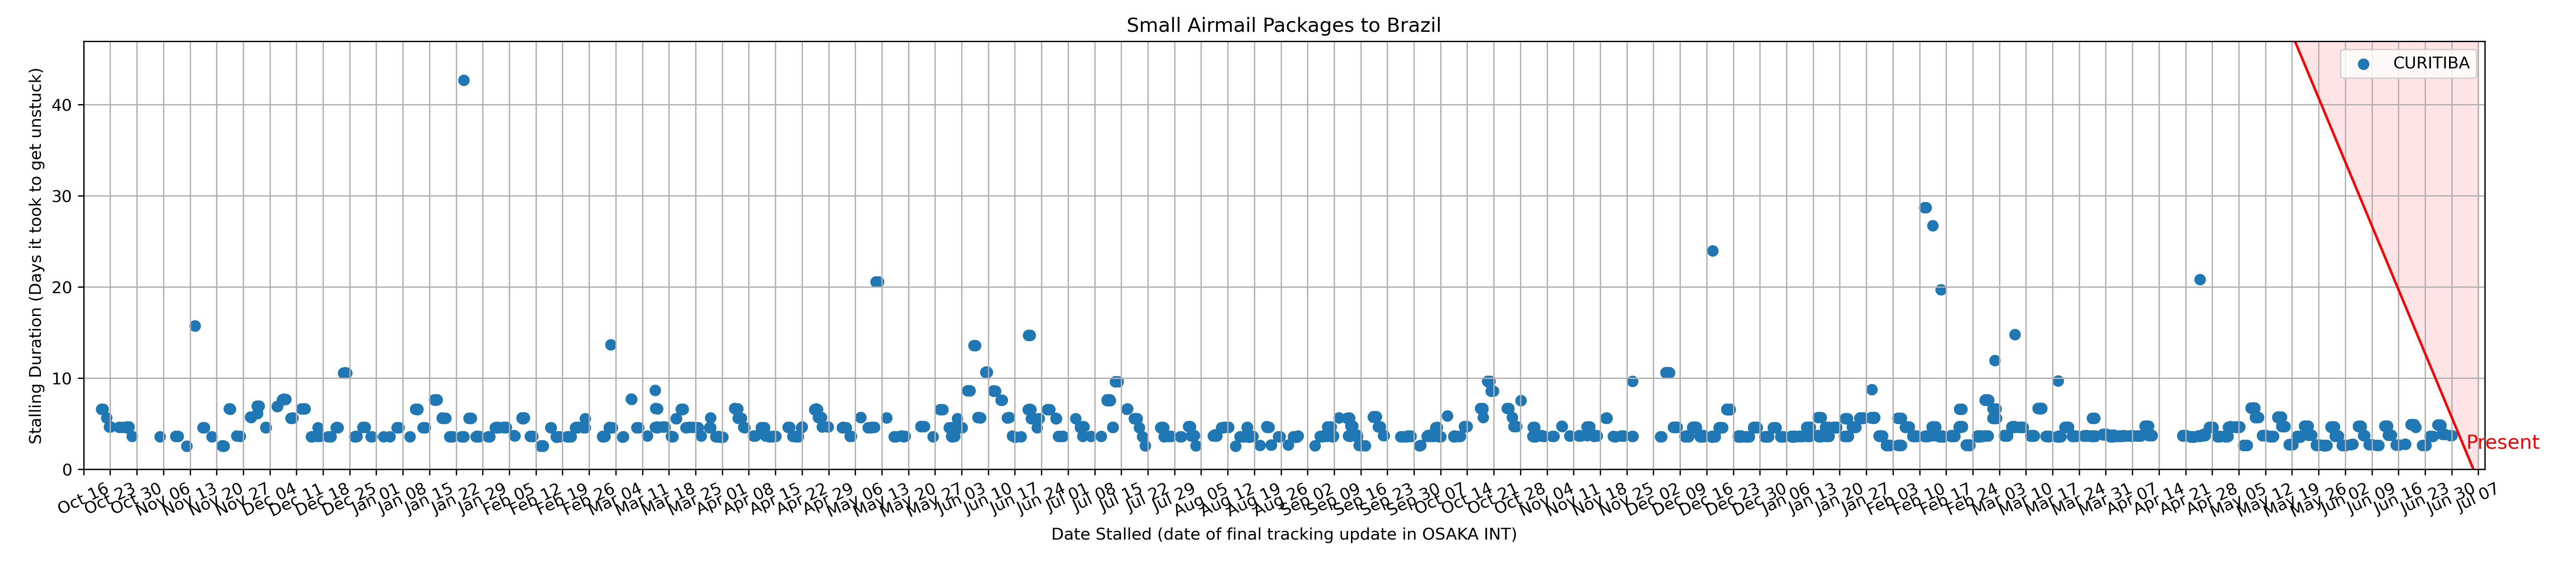 Small Airmail Packages to Brazil
CURITIBA
Stalling Duration (Days it took to get unstuck)
40
30
20
10
0
Present
Oct 16
Oct 23
Oct 30
Nov 06
Nov 13
Nov 20
Nov 27
Dec 04
Dec 11
Dec 18
Dec 25
Jan 01
Jan 08
Jan 15
Jan 22
Jan 29
Feb 05
Feb 12
Feb 19
Feb 26
Mar 04
Mar 11
Mar 18
Mar 25
Apr 01
Apr 08
Apr 15
Apr 22
Apr 29
May 06
May 13
May 20
May 27
Jun 03
Jun 10
Jun 17
Jun 24
Jul 01
Jul 08
Jul 15
Jul 22
Jul 29
Aug 05
Aug 12
Aug 19
Aug 26
Sep 02
Sep 09
Sep 16
Sep 23
Sep 30
Oct 07
Oct 14
Oct 21
Oct 28
Nov 04
Nov 11
Nov 18
Nov 25
Dec 02
Dec 09
Dec 16
Dec 23
Dec 30
Jan 06
Jan 13
Jan 20
Jan 27
Feb 03
Feb 10
Feb 17
Feb 24
Mar 03
Mar 10
Mar 17
Mar 24
Mar 31
Apr 07
Apr 14
Apr 21
Apr 28
May 05
May 12
May 19
May 26
Jun 02
Jun 09
Jun 16
Jun 23
Jun 30
Jul 07
Date Stalled (date of final tracking update in OSAKA INT)